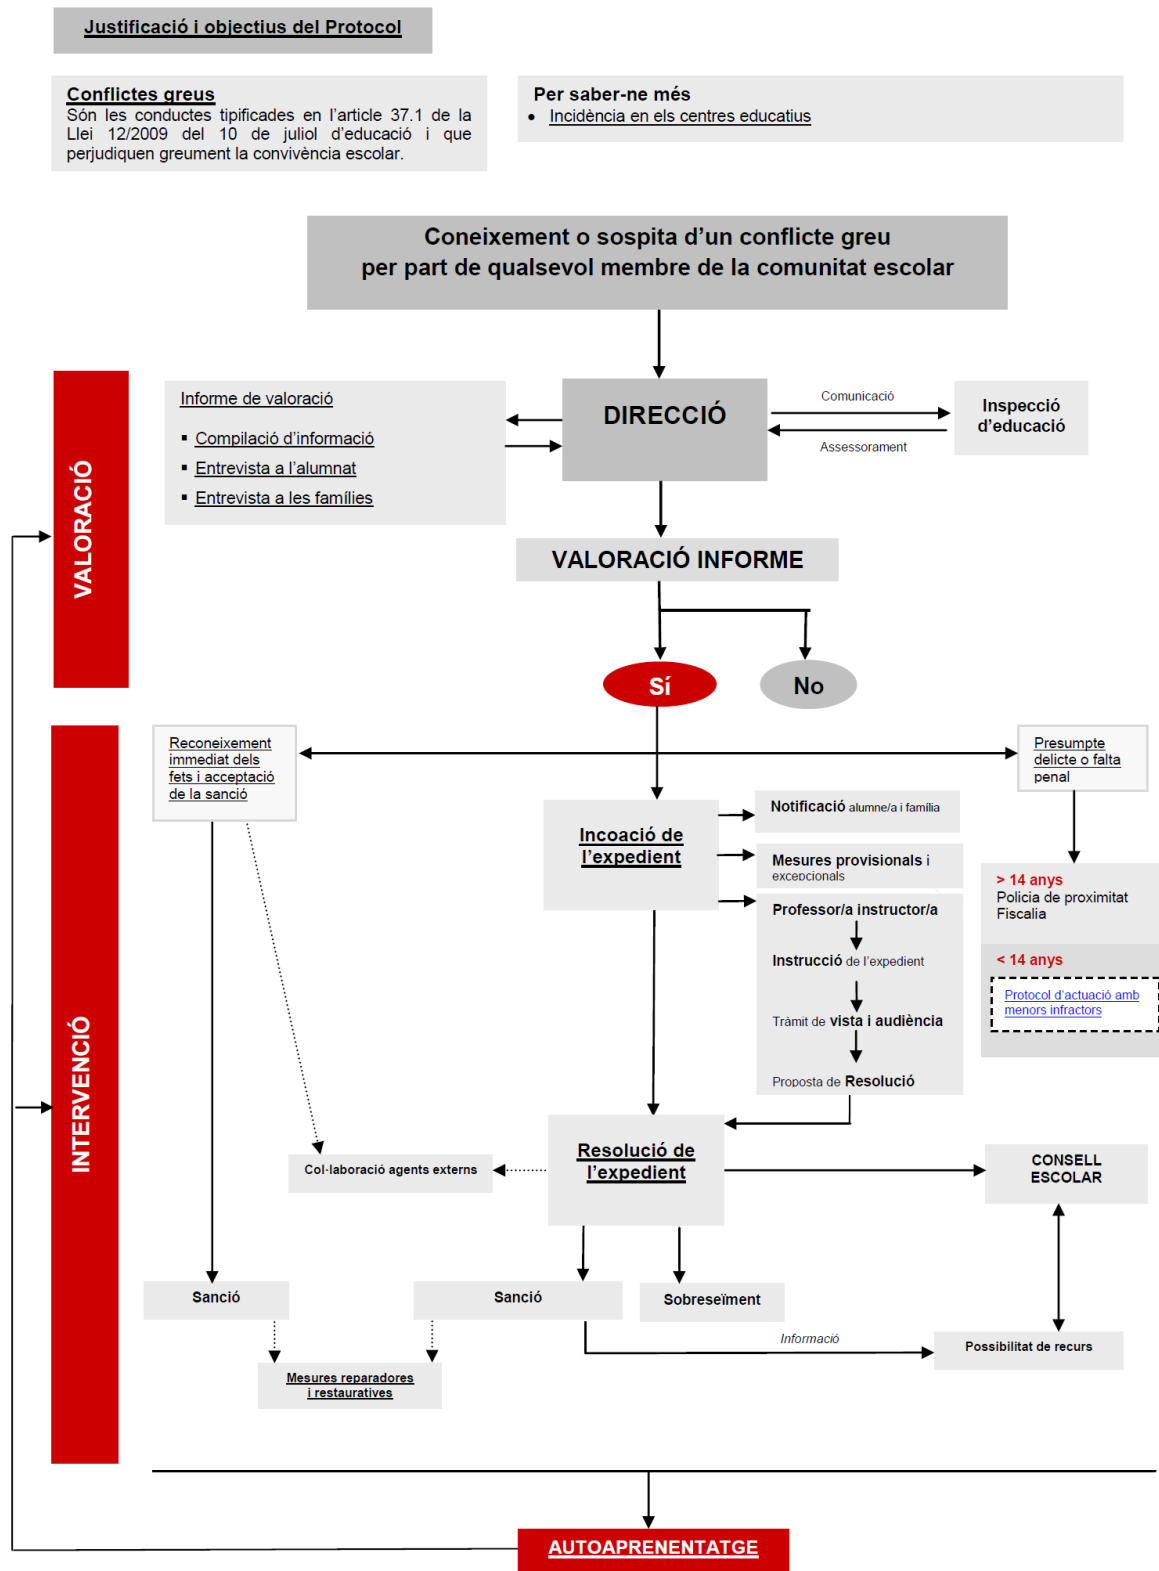 Justificació i objectius del Protocol
Conflictes greus
Són les conductes tipificades en l'article 37.1 de la
Llei 12/2009 del 10 de juliol d'educació i que
perjudiquen greument la convivència escolar.
Per saber-ne més
• Incidència en els centres educatius
Coneixement o sospita d'un conflicte greu
per part de qualsevol membre de la comunitat escolar
VALORACIÓ
Informe de valoració
▪ Compilació d'informació
▪ Entrevista a l'alumnat
▪ Entrevista a les famílies
DIRECCIÓ
Comunicació
Assessorament
Inspecció
d'educació
VALORACIÓ INFORME
Sí
No
INTERVENCIÓ
Reconeixement
immediat dels
fets i acceptació
de la sanció
Presumpte
delicte o falta
penal
Incoació de
l'expedient
Notificació alumne/a i família
Mesures provisionals i
excepcionals
Professor/a instructor/a
Instrucció de l'expedient
Tràmit de vista i audiència
Proposta de Resolució
> 14 anys
Policia de proximitat
Fiscalia
< 14 anys
Protocol d'actuació amb
menors infractors
Col·laboració agents externs
Resolució de
l'expedient
CONSELL
ESCOLAR
Sanció
Sanció
Sobreseïment
Informació
Possibilitat de recurs
Mesures reparadores
i restauratives
AUTOAPRENENTATGE